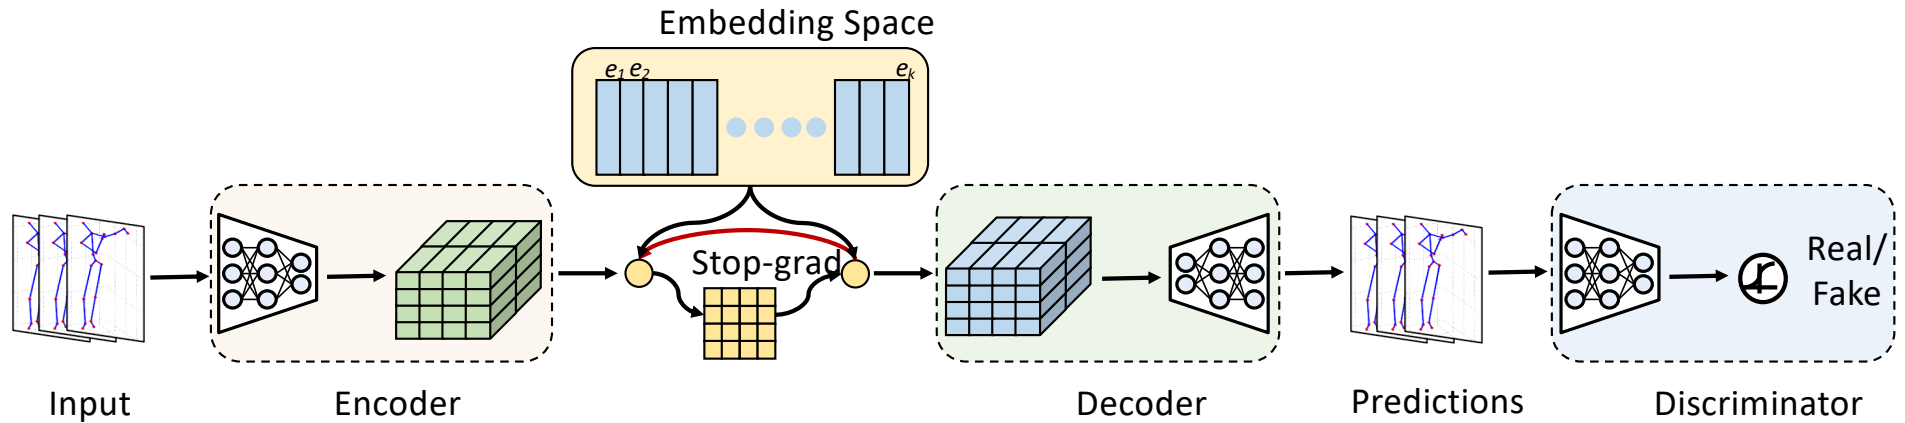 Embedding Space
e1 e2 ek
Stop-grad
Real/
Fake
Input
Encoder
Decoder
Predictions
Discriminator